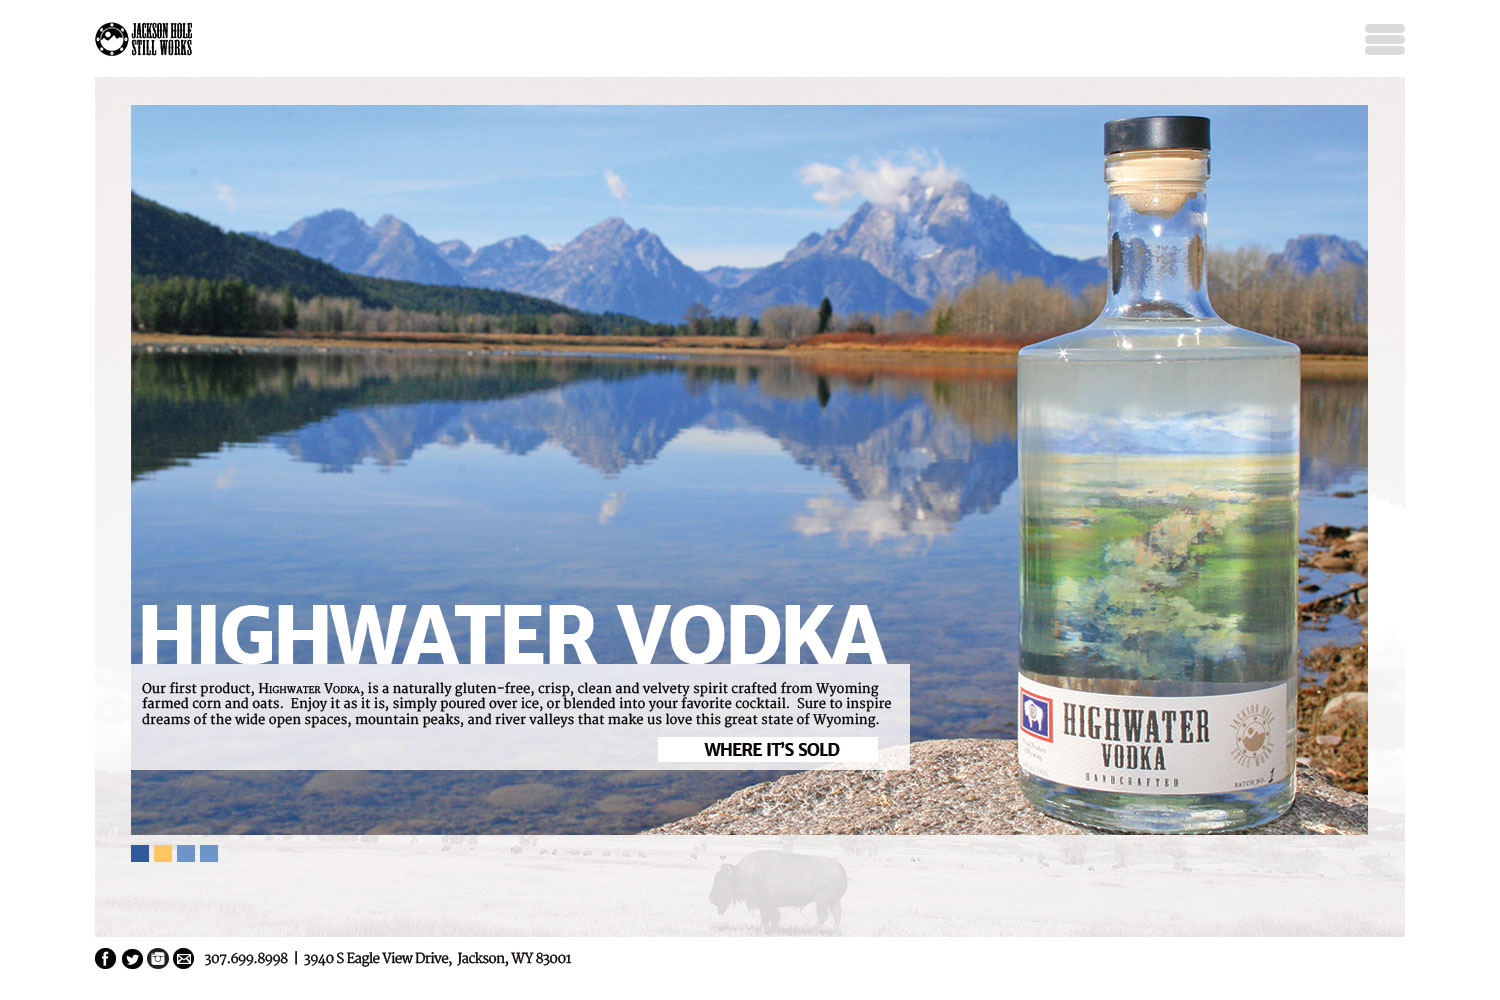 JACKSON HOLE
STILL WORKS
HIGHWATER VODKA
Our first product, Highwater Vodka, is a naturally gluten-free, crisp, clean and velvety spirit crafted from Wyoming
farmed corn and oats.  Enjoy it as it is, simply poured over ice, or blended into your favorite cocktail.  Sure to inspire
dreams of the wide open spaces, mountain peaks, and river valleys that make us love this great state of Wyoming.
WHERE IT'S SOLD
HIGHWATER
VODKA
HANDCRAFTED
JACKSON HOLE
STILL WORKS
BATCH NO. 1
307.699.8998 | 3940 S Eagle View Drive, Jackson, WY 83001